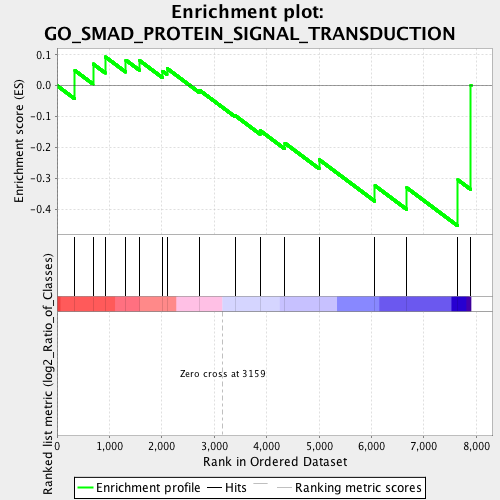 Enrichment plot:
GO_SMAD_PROTEIN_SIGNAL_TRANSDUCTION
Enrichment score (ES)
0.1
0.0
-0.1
-0.2
-0.3
-0.4
Ranked list metric (log2_Ratio_of_Classes)
Zero cross at 3159
0 1,000 2,000 3,000 4,000 5,000 6,000 7,000 8,000
Rank in Ordered Dataset
Enrichment profile Hits Ranking metric scores